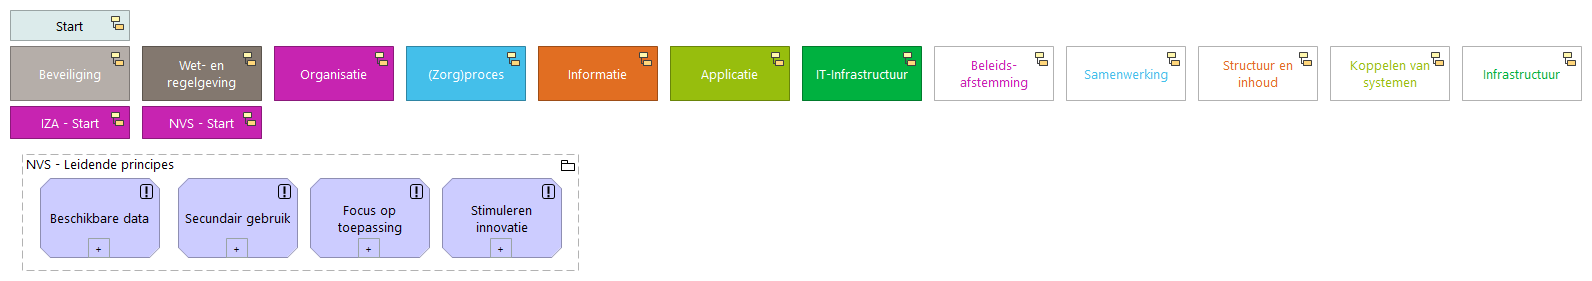 Start
Beveiliging
Wet- en
regelgeving
Organisatie
(Zorg)proces
Informatie
Applicatie
IT-Infrastructuur
Beleids-
afstemming
Samenwerking
Structuur en
inhoud
Koppelen van
systemen
Infrastructuur
IZA - Start
NVS - Start
NVS - Leidende principes
Beschikbare data
Secundair gebruik
Focus op
toepassing
Stimuleren
innovatie